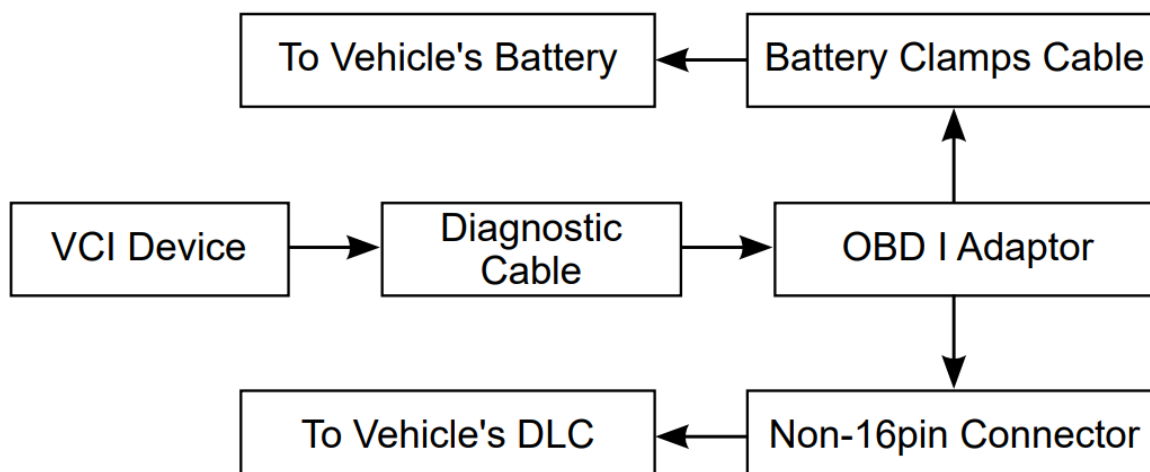 To Vehicle's Battery
Battery Clamps Cable
VCI Device
Diagnostic
Cable
OBD I Adaptor
To Vehicle's DLC
Non-16pin Connector